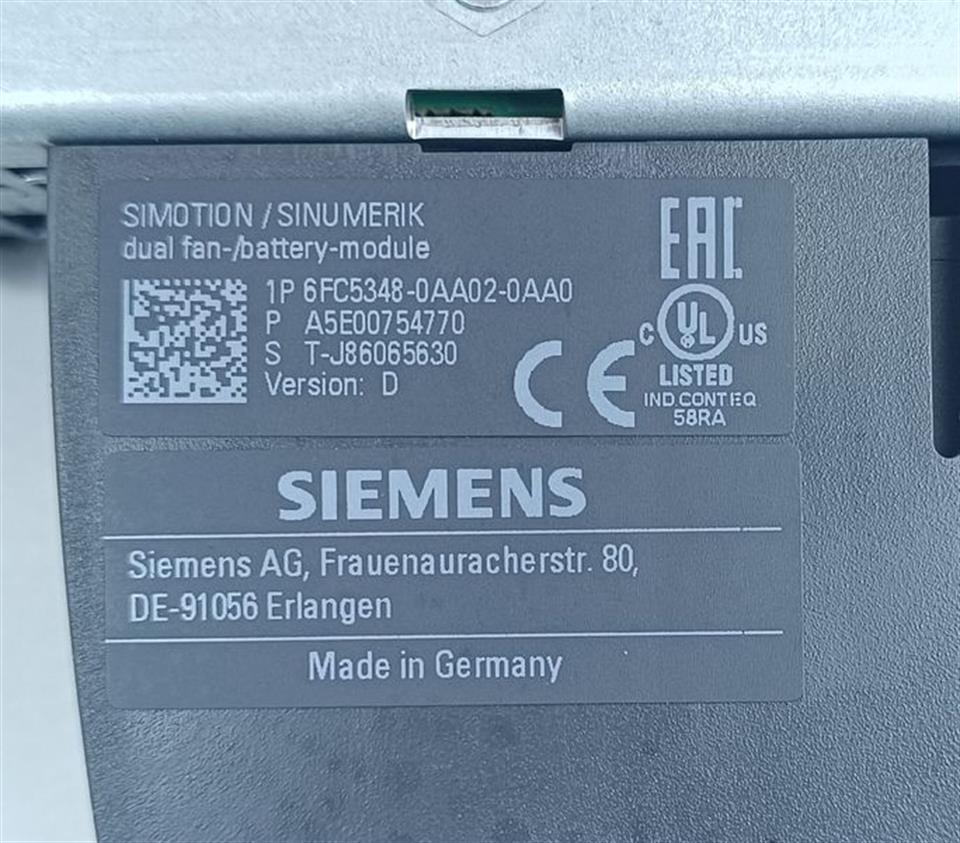 SIMOTION / SINUMERIK
dual fan-/battery-module
1P 6FC5348-0AA02-0AA0
P A5E00754770
S T-J86065630
Version: D
EAC
CE
C UL US
LISTED
IND.CONT.EQ
58RA
SIEMENS
Siemens AG, Frauenauracherstr. 80,
DE-91056 Erlangen
Made in Germany